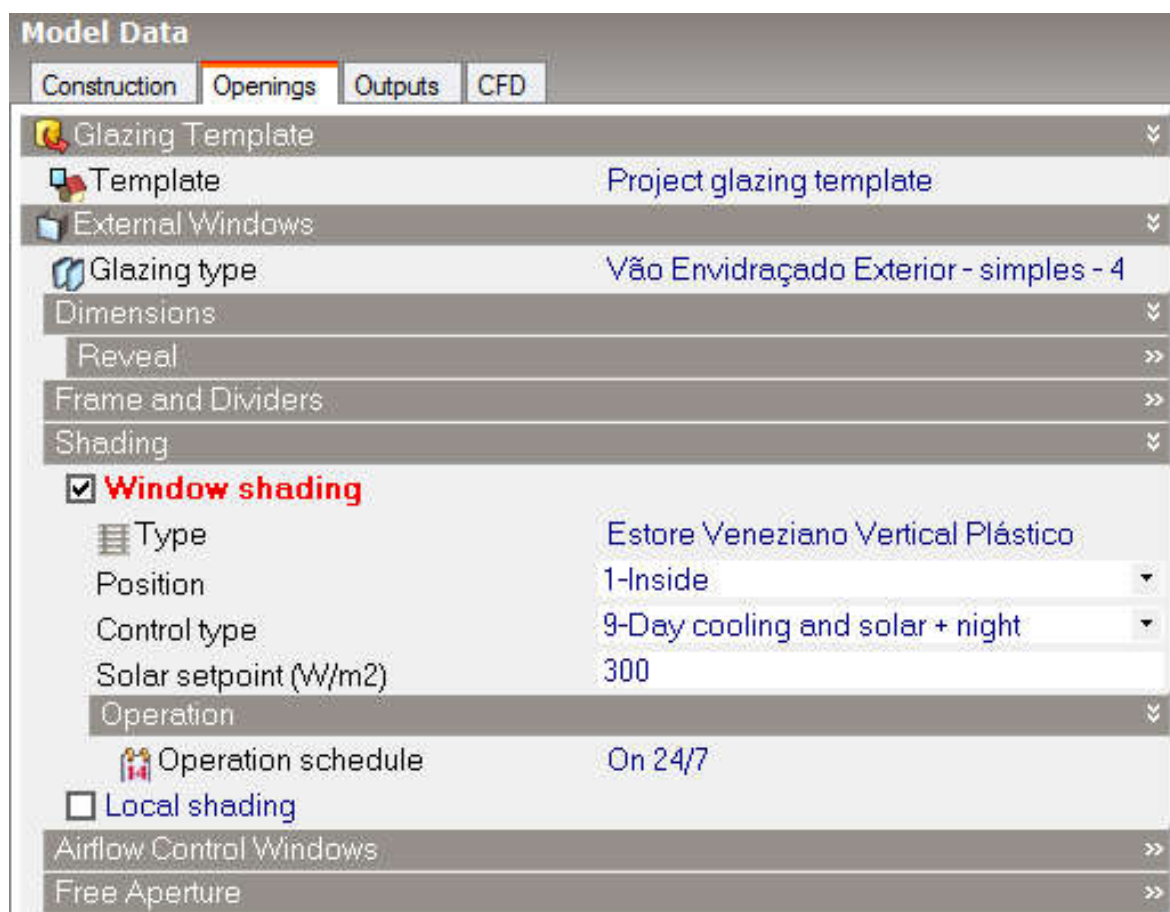 Model Data
Construction Openings Outputs CFD
Glazing Template
Template Project glazing template
External Windows
Glazing type Vão Envidraçado Exterior - simples - 4
Dimensions
Reveal
Frame and Dividers
Shading
Window shading
Type Estore Veneziano Vertical Plástico
Position 1-Inside
Control type 9-Day cooling and solar + night
Solar setpoint (W/m2) 300
Operation
Operation schedule On 24/7
Local shading
Airflow Control Windows
Free Aperture